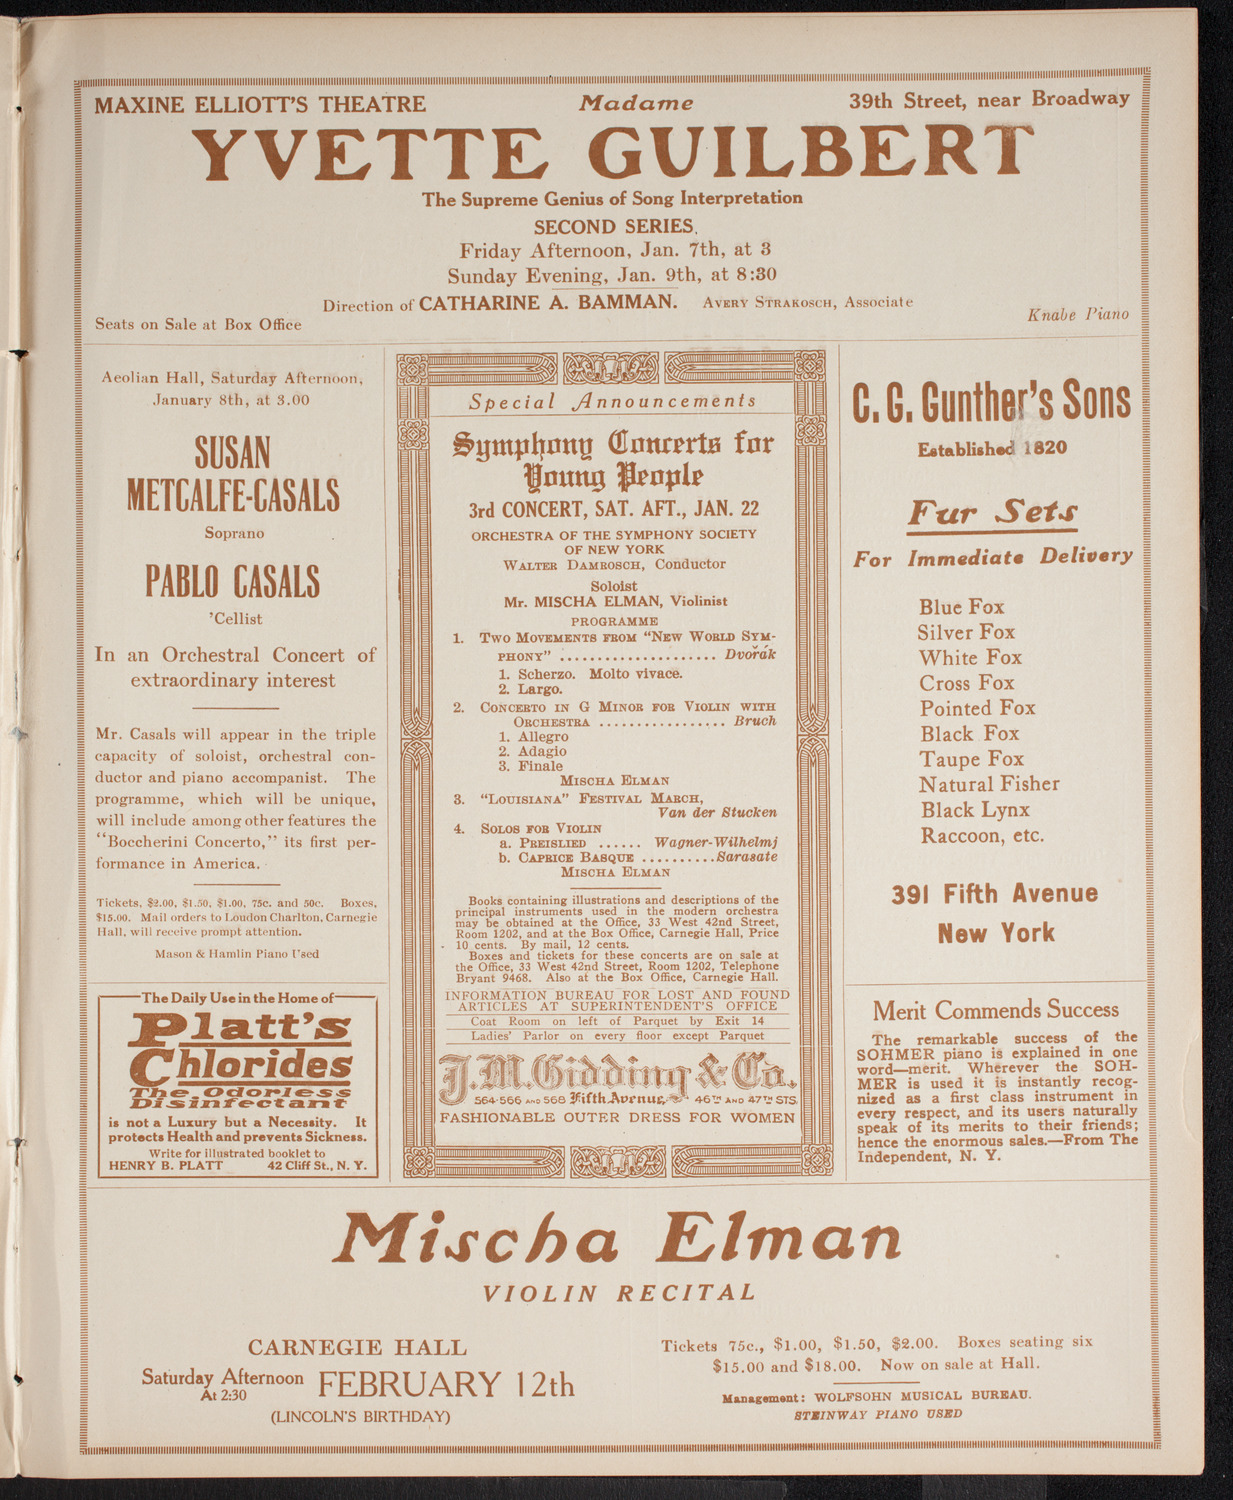 MAXINE ELLIOTT'S THEATRE
Madame
39th Street, near Broadway
YVETTE GUILBERT
The Supreme Genius of Song Interpretation
SECOND SERIES.
Friday Afternoon, Jan. 7th, at 3
Sunday Evening, Jan. 9th, at 8:30
Direction of CATHARINE A. BAMMAN. AVERY STRAKOSCH, Associate
Seats on Sale at Box Office
Knabe Piano
Aeolian Hall, Saturday Afternoon,
January 8th, at 3.00
SUSAN
METCALFE-CASALS
Soprano
PABLO CASALS
'Cellist
In an Orchestral Concert of
extraordinary interest
Mr. Casals will appear in the triple
capacity of soloist, orchestral con-
ductor and piano accompanist. The
programme, which will be unique,
will include among other features the
"Boccherini Concerto," its first per-
formance in America.
Tickets, $2.00, $1.50, $1.00, 75c. and 50c. Boxes,
$15.00. Mail orders to Loudon Charlton, Carnegie
Hall, will receive prompt attention.
Mason & Hamlin Piano Used
The Daily Use in the Home of
Platt's
Chlorides
The Odorless
Disinfectant
is not a Luxury but a Necessity. It
protects Health and prevents Sickness.
Write for illustrated booklet to
HENRY B. PLATT 42 Cliff St., N. Y.
Special Announcements
Symphony Concerts for
Young People
3rd CONCERT, SAT. AFT., JAN. 22
ORCHESTRA OF THE SYMPHONY SOCIETY
OF NEW YORK
WALTER DAMROSCH, Conductor
Soloist
Mr. MISCHA ELMAN, Violinist
PROGRAMME
1. TWO MOVEMENTS FROM "NEW WORLD SYM-
PHONY" ..................... Dvořák
1. Scherzo. Molto vivace.
2. Largo.
2. CONCERTO IN G MINOR FOR VIOLIN WITH
ORCHESTRA ................. Bruch
1. Allegro
2. Adagio
3. Finale
MISCHA ELMAN
3. "LOUISIANA" FESTIVAL MARCH,
Van der Stucken
4. SOLOS FOR VIOLIN
a. PREISLIED ...... Wagner-Wilhelmj
b. CAPRICE BASQUE ..........Sarasate
MISCHA ELMAN
Books containing illustrations and descriptions of the
principal instruments used in the modern orchestra
may be obtained at the Office, 33 West 42nd Street,
Room 1202, and at the Box Office, Carnegie Hall, Price
10 cents. By mail, 12 cents.
Boxes and tickets for these concerts are on sale at
the Office, 33 West 42nd Street, Room 1202, Telephone
Bryant 9468. Also at the Box Office, Carnegie Hall.
INFORMATION BUREAU FOR LOST AND FOUND
ARTICLES AT SUPERINTENDENT'S OFFICE
Coat Room on left of Parquet by Exit 14
Ladies' Parlor on every floor except Parquet
J.M. Gidding & Co.
564-566 AND 568 Fifth Avenue, 46TH AND 47TH STS.
FASHIONABLE OUTER DRESS FOR WOMEN
C. G. Gunther's Sons
Established 1820
Fur Sets
For Immediate Delivery
Blue Fox
Silver Fox
White Fox
Cross Fox
Pointed Fox
Black Fox
Taupe Fox
Natural Fisher
Black Lynx
Raccoon, etc.
391 Fifth Avenue
New York
Merit Commends Success
The remarkable success of the
SOHMER piano is explained in one
word—merit. Wherever the SOH-
MER is used it is instantly recog-
nized as a first class instrument in
every respect, and its users naturally
speak of its merits to their friends;
hence the enormous sales.—From The
Independent, N. Y.
Mischa Elman
VIOLIN RECITAL
CARNEGIE HALL
Saturday Afternoon
At 2:30
FEBRUARY 12th
(LINCOLN'S BIRTHDAY)
Tickets 75c., $1.00, $1.50, $2.00. Boxes seating six
$15.00 and $18.00. Now on sale at Hall.
Management: WOLFSOHN MUSICAL BUREAU.
STEINWAY PIANO USED